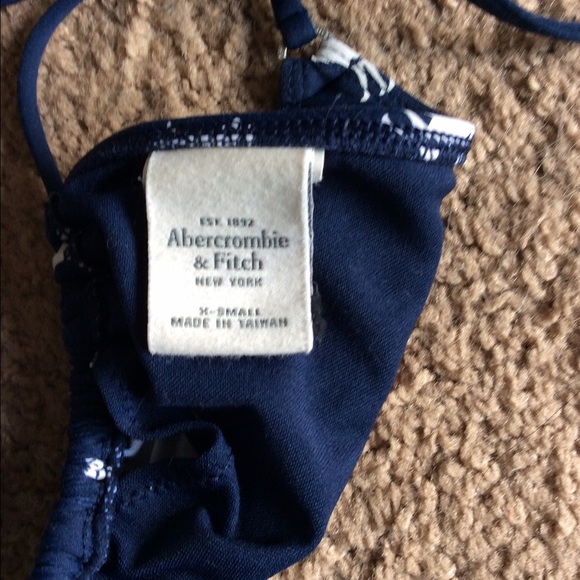 EST. 1892
Abercrombie
& Fitch
NEW YORK
X-SMALL
MADE IN TAIWAN